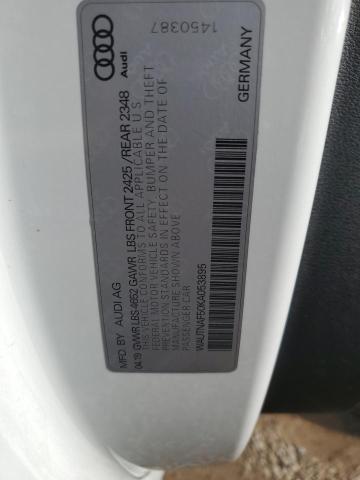 MFD BY AUDI AG
04.19 GVWR LBS 4652 GAWR LBS FRONT 2425 / REAR 2348
THIS VEHICLE CONFORMS TO ALL APPLICABLE U.S
FEDERAL MOTOR VEHICLE SAFETY, BUMPER AND THEFT
PREVENTION STANDARDS IN EFFECT ON THE DATE OF
MANUFACTURE SHOWN ABOVE
PASSENGER CAR
WAUTNAF50KA053895
Audi
1450387
GERMANY